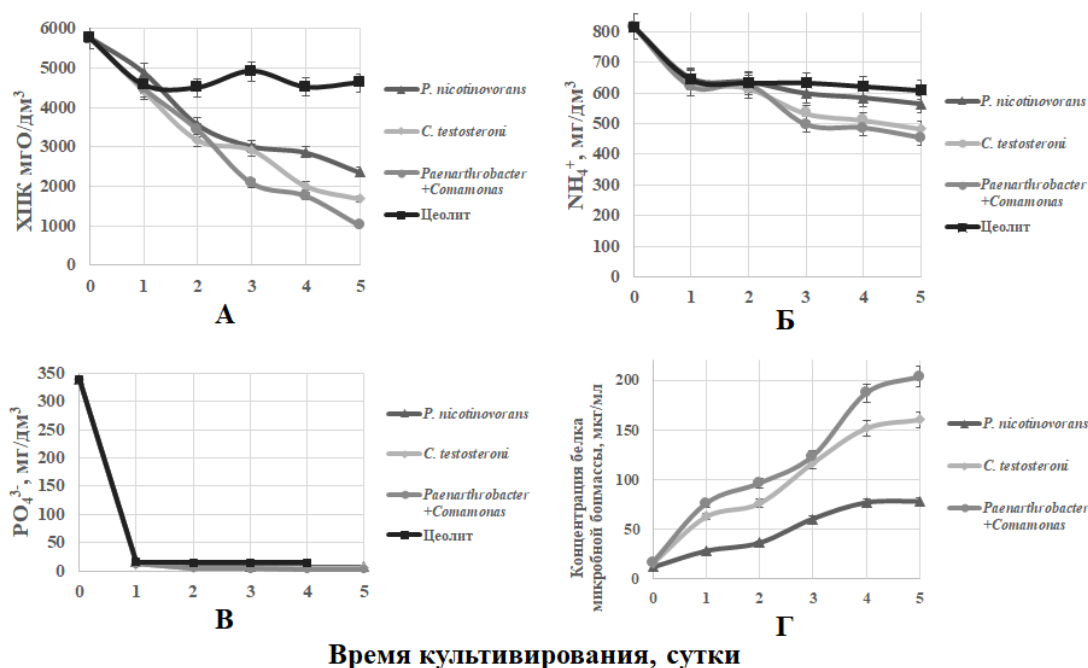 ХПК мгО/дм3
6000
5000
4000
3000
2000
1000
0
0 1 2 3 4 5
P. nicotinovorans
C. testosteroni
Paenarthrobacter
+Comamonas
Цеолит
А
NH4+, мг/дм3
800
700
600
500
400
300
200
100
0
0 1 2 3 4 5
P. nicotinovorans
C. testosteroni
Paenarthrobacter
+Comamonas
Цеолит
Б
PO43-, мг/дм3
350
300
250
200
150
100
50
0
0 1 2 3 4 5
P. nicotinovorans
C. testosteroni
Paenarthrobacter
+Comamonas
Цеолит
В
Концентрация белка
микробной биомассы, мкг/мл
200
150
100
50
0
0 1 2 3 4 5
P. nicotinovorans
C. testosteroni
Paenarthrobacter
+Comamonas
Г
Время культивирования, сутки